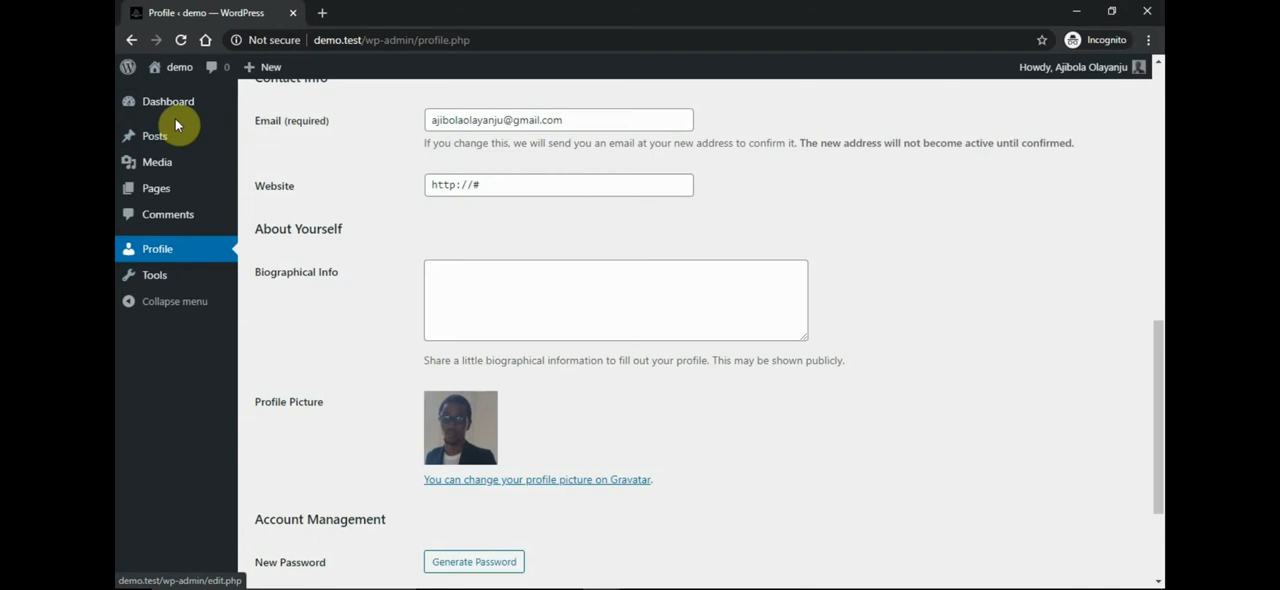 Profile ‹ demo — WordPress
Not secure demo.test/wp-admin/profile.php Incognito
demo 0 New Howdy, Ajibola Olayanju
Dashboard
Posts
Media
Pages
Comments
Profile
Tools
Collapse menu
Contact Info
Email (required) ajibolaolayanju@gmail.com
If you change this, we will send you an email at your new address to confirm it. The new address will not become active until confirmed.
Website http://#
About Yourself
Biographical Info
Share a little biographical information to fill out your profile. This may be shown publicly.
Profile Picture
You can change your profile picture on Gravatar.
Account Management
New Password Generate Password
demo.test/wp-admin/edit.php